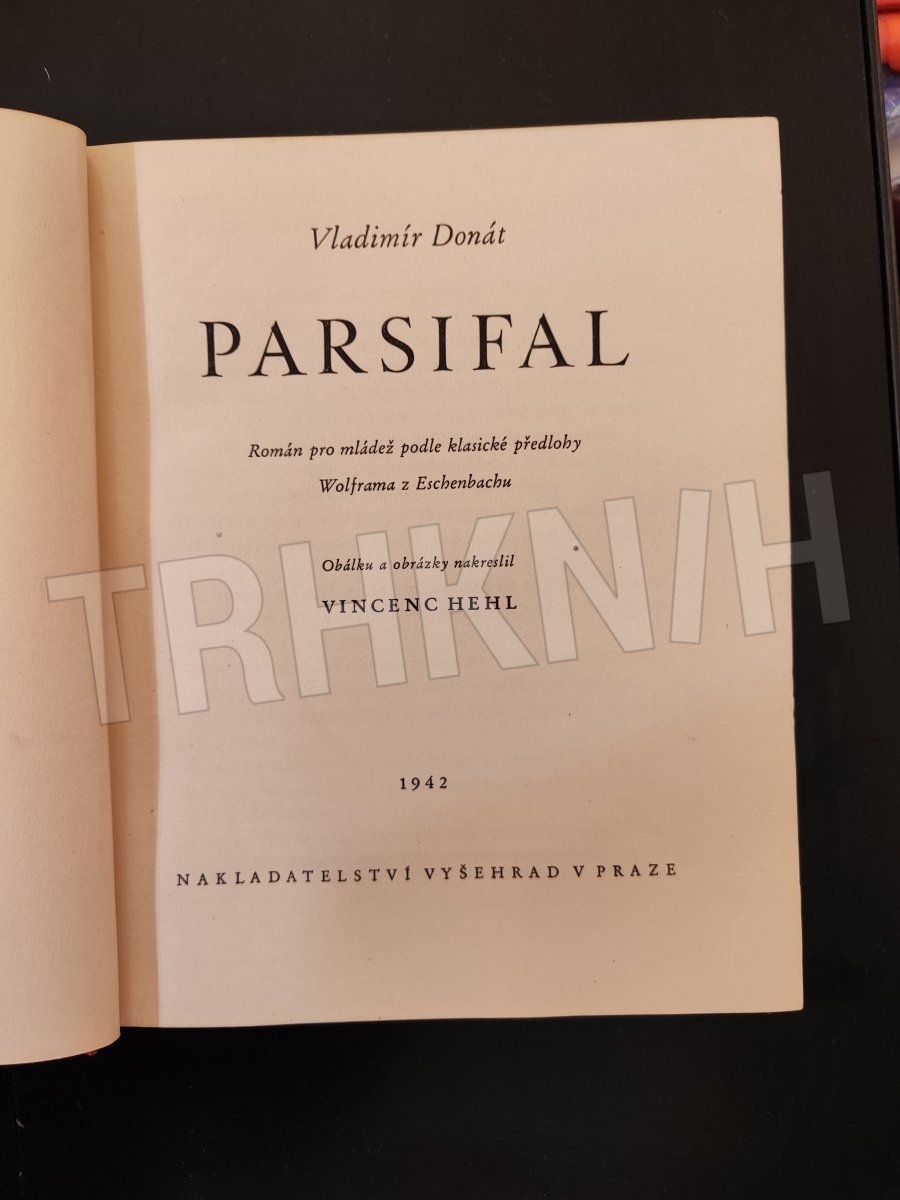 Vladimír Donát
PARSIFAL
Román pro mládež podle klasické předlohy
Wolframa z Eschenbachu
Obálku a obrázky nakreslil
VINCENC HEHL
TRHKNIH
1942
NAKLADATELSTVÍ VYŠEHRAD V PRAZE